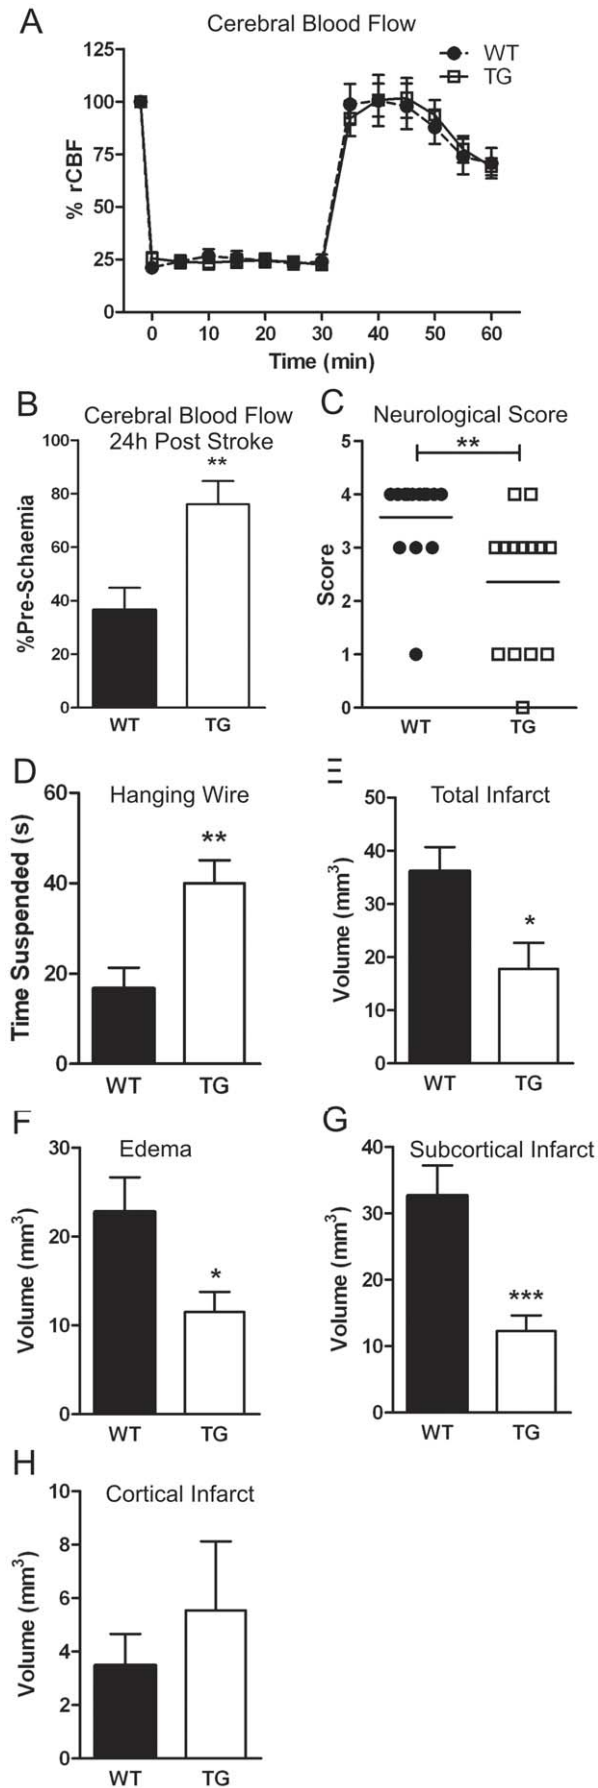 A
Cerebral Blood Flow
WT
TG
125
100
75
50
25
0
% rCBF
0 10 20 30 40 50 60
Time (min)
B
Cerebral Blood Flow
24h Post Stroke
**
100
80
60
40
20
0
%Pre-Schaemia
WT TG
C
Neurological Score
**
5
4
3
2
1
0
Score
WT TG
D
Hanging Wire
**
60
40
20
0
Time Suspended (s)
WT TG
E
Total Infarct
*
50
40
30
20
10
0
Volume (mm³)
WT TG
F
Edema
*
30
20
10
0
Volume (mm³)
WT TG
G
Subcortical Infarct
***
40
30
20
10
0
Volume (mm³)
WT TG
H
Cortical Infarct
10
8
6
4
2
0
Volume (mm³)
WT TG